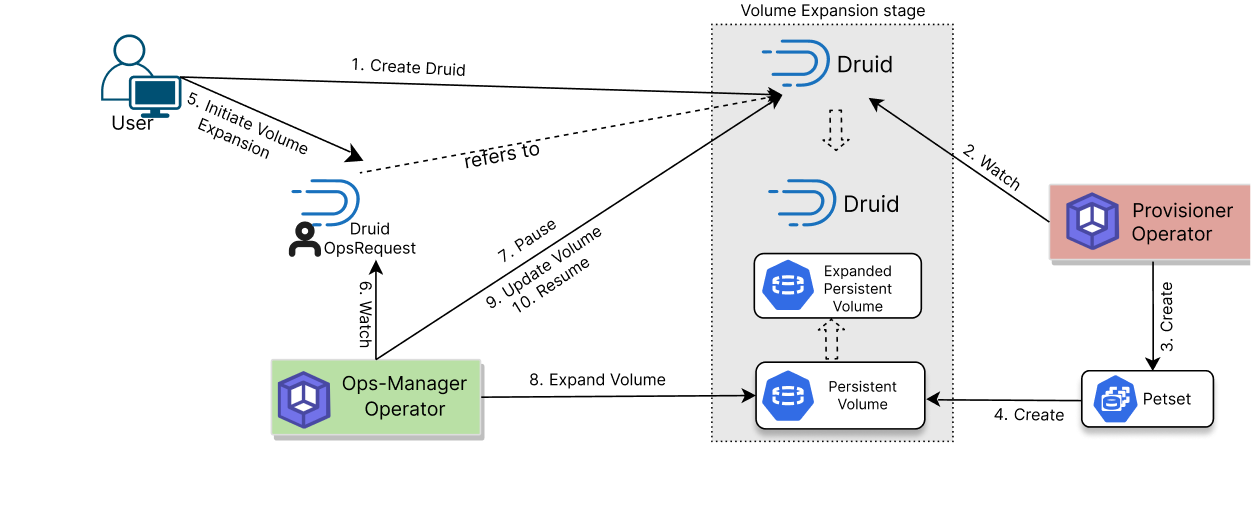 Volume Expansion stage
1. Create Druid
Druid
User
5. Initiate Volume
Expansion
refers to
2. Watch
Druid
OpsRequest
Druid
Provisioner
Operator
7. Pause
9. Update Volume
10. Resume
Expanded
Persistent
Volume
6. Watch
3. Create
Ops-Manager
Operator
8. Expand Volume
Persistent
Volume
4. Create
Petset